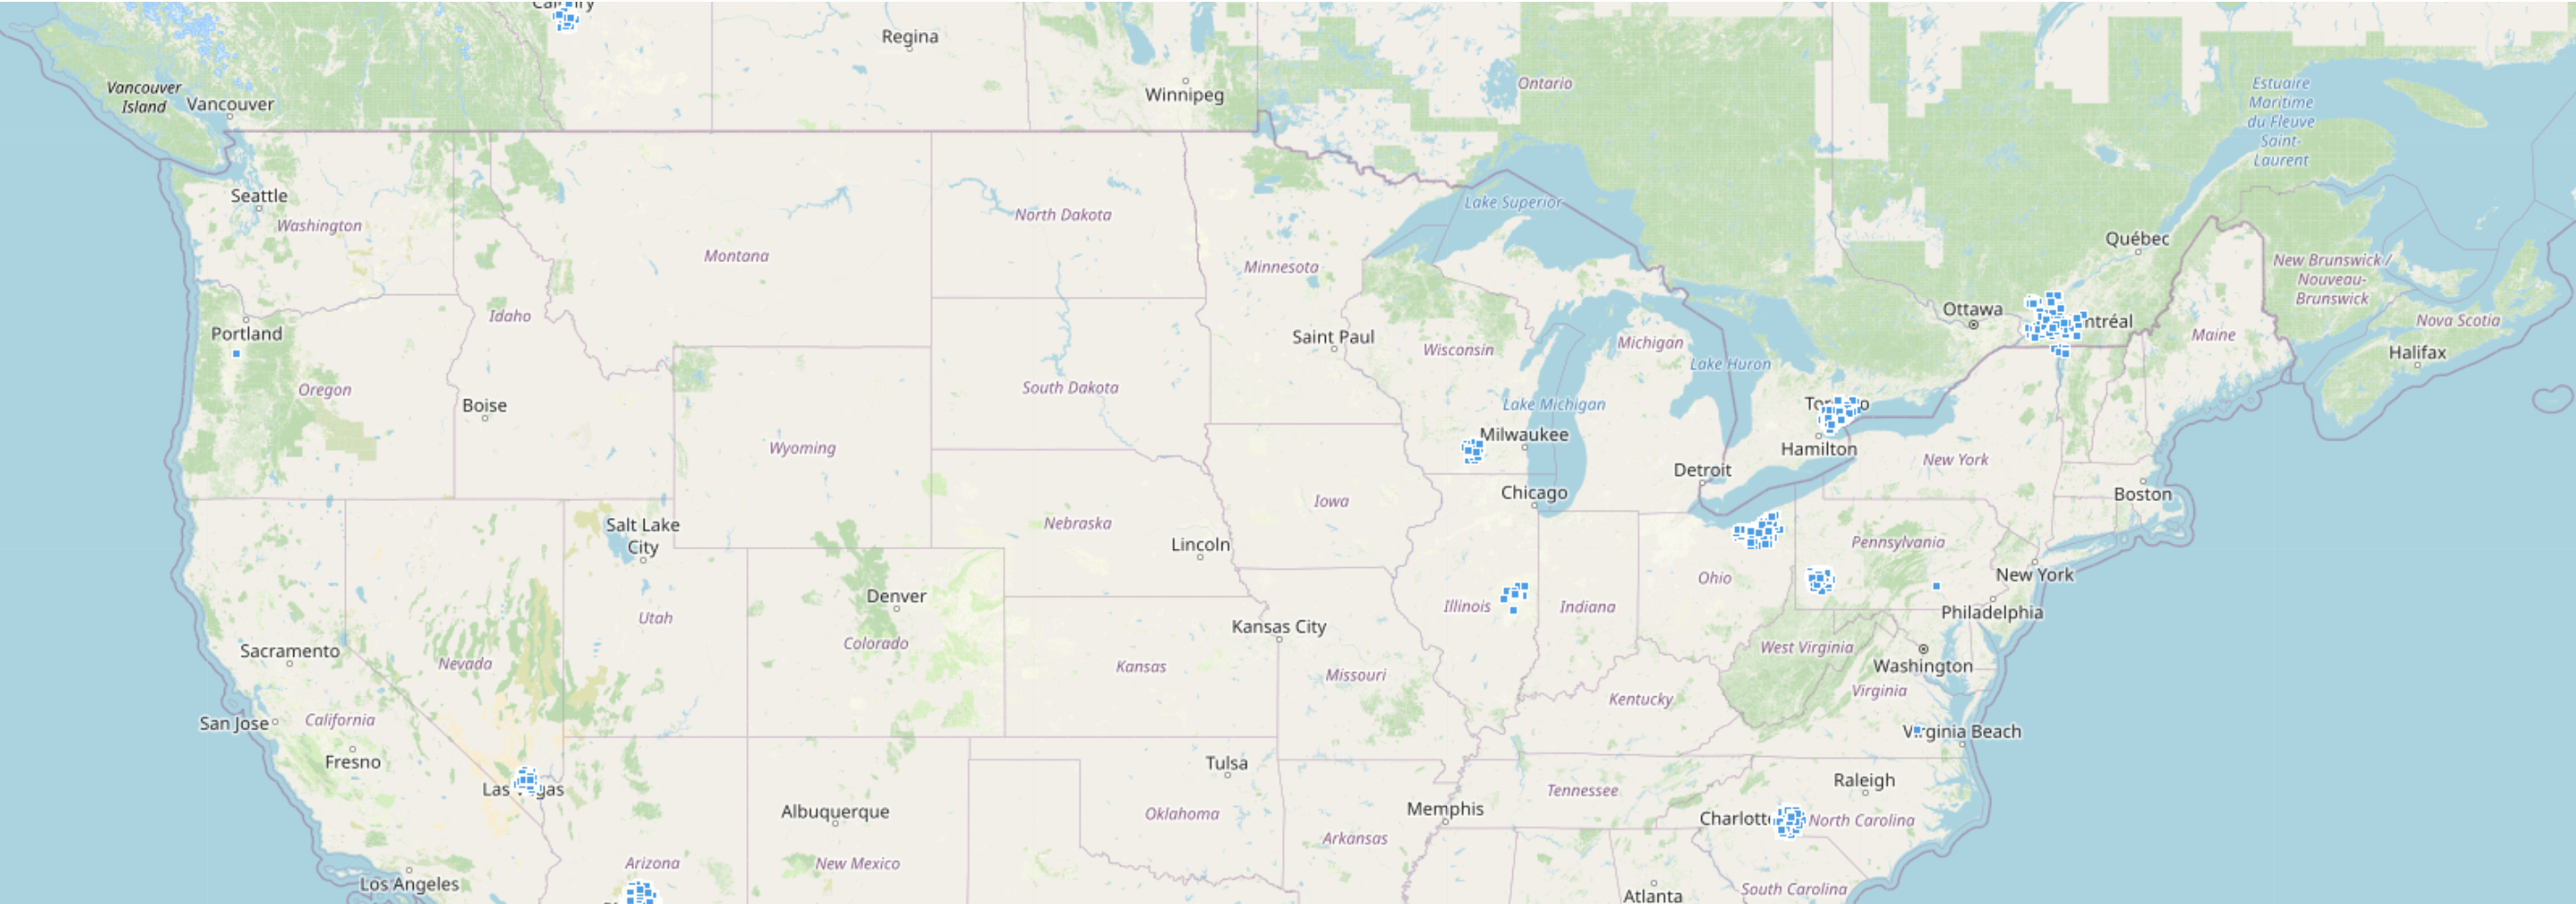 Regina
Vancouver
Island
Vancouver
Winnipeg
Ontario
Estuaire
Maritime
du Fleuve
Saint-
Laurent
Seattle
Washington
North Dakota
Lake Superior
Québec
Montana
Minnesota
New Brunswick /
Nouveau-
Brunswick
Idaho
Ottawa
Portland
Saint Paul
Wisconsin
Michigan
Maine
Nova Scotia
Halifax
Lake Huron
Oregon
South Dakota
Boise
Lake Michigan
Milwaukee
Wyoming
Hamilton
New York
Detroit
Chicago
Boston
Iowa
Salt Lake
City
Nebraska
Lincoln
Pennsylvania
Ohio
New York
Denver
Illinois
Indiana
Philadelphia
Utah
Kansas City
Colorado
Sacramento
West Virginia
Nevada
Kansas
Missouri
Washington
Virginia
Kentucky
San Jose
California
Virginia Beach
Fresno
Tulsa
Raleigh
Las Vegas
Tennessee
Albuquerque
Memphis
Oklahoma
Charlotte
North Carolina
Arkansas
Arizona
New Mexico
Los Angeles
South Carolina
Atlanta